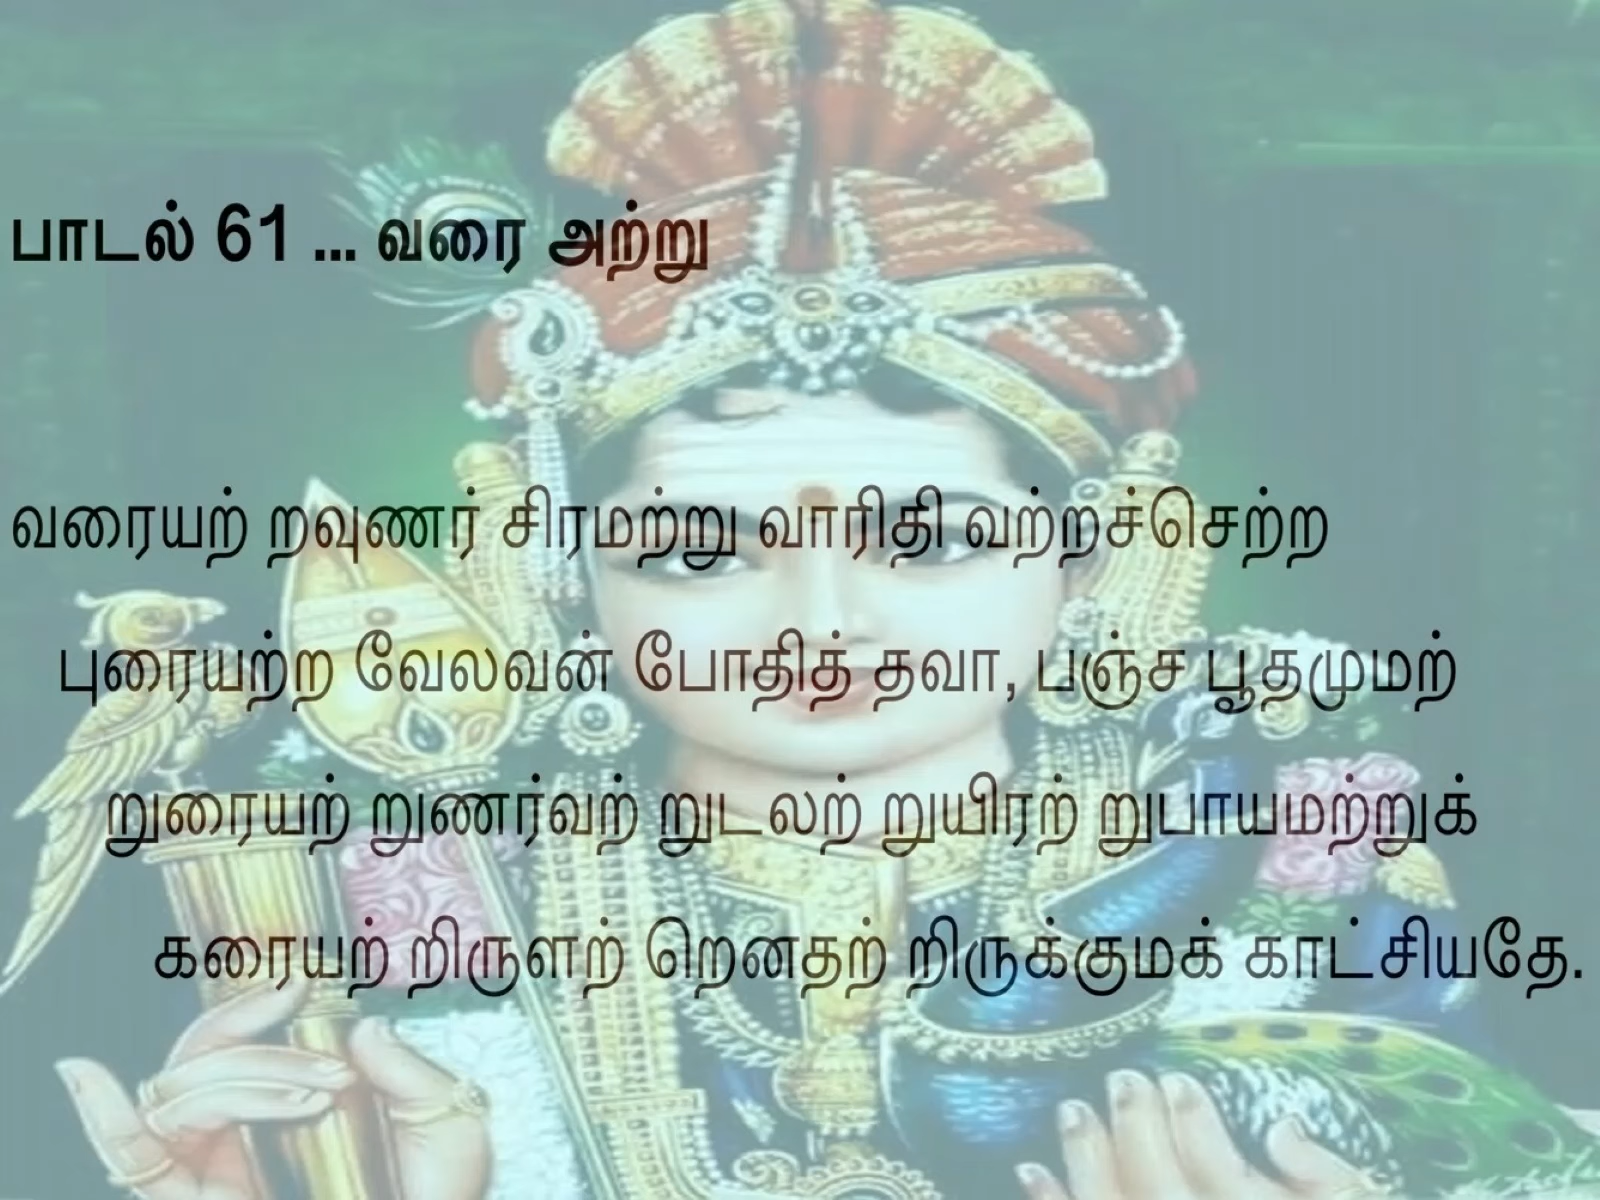 பாடல் 61 ... வரை அற்று
வரையற் றவுணர் சிரமற்று வாரிதி வற்றச்செற்ற
புரையற்ற வேலவன் போதித் தவா, பஞ்ச பூதமுமற்
றுரையற் றுணர்வற் றுடலற் றுயிரற் றுபாயமற்றுக்
கரையற் றிருளற் றெனதற் றிருக்குமக் காட்சியதே.